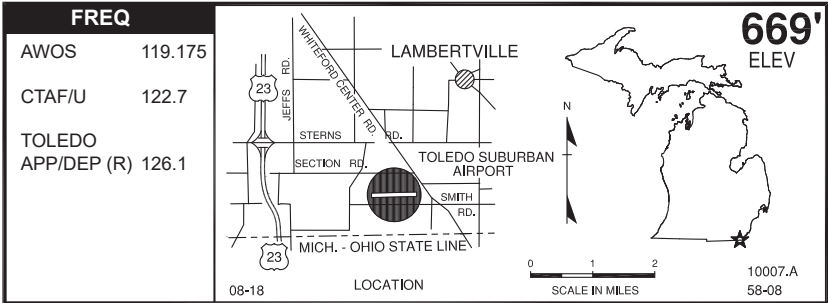 FREQ
AWOS 119.175
CTAF/U 122.7
TOLEDO
APP/DEP (R) 126.1
23
JEFFS RD.
WHITEFORD CENTER RD.
LAMBERTVILLE
STERNS RD.
SECTION RD.
TOLEDO SUBURBAN
AIRPORT
SMITH
RD.
MICH. - OHIO STATE LINE
23
08-18
LOCATION
669'
ELEV
N
0 1 2
SCALE IN MILES
10007.A
58-08